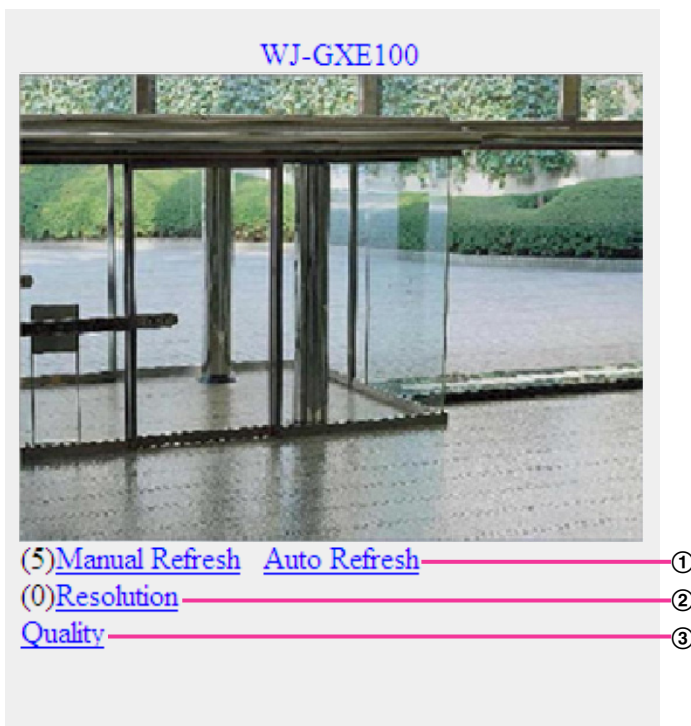 WJ-GXE100
(5)Manual Refresh Auto Refresh ①
(0)Resolution ②
Quality ③